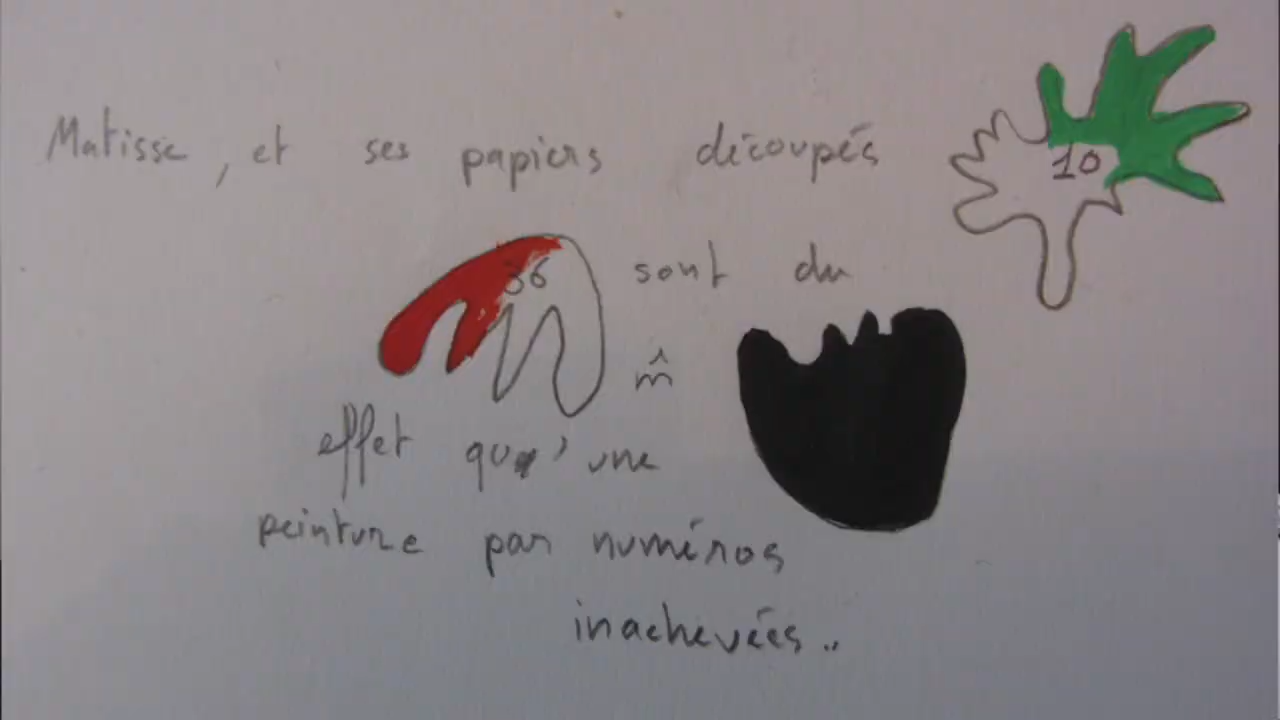 Matisse, et ses papiers découpés
10
36
sont du
m̂
effet qu'une
peinture par numéros
inachevées..